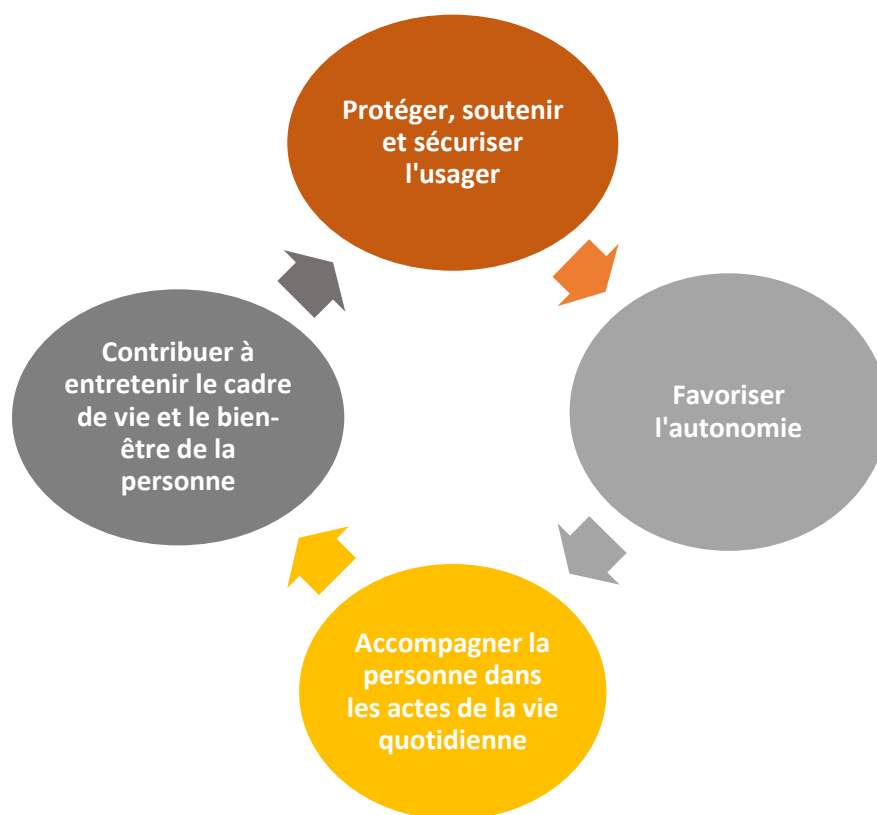 Protéger, soutenir
et sécuriser
l'usager
Favoriser
l'autonomie
Accompagner la
personne dans
les actes de la vie
quotidienne
Contribuer à
entretenir le cadre
de vie et le bien-
être de la
personne